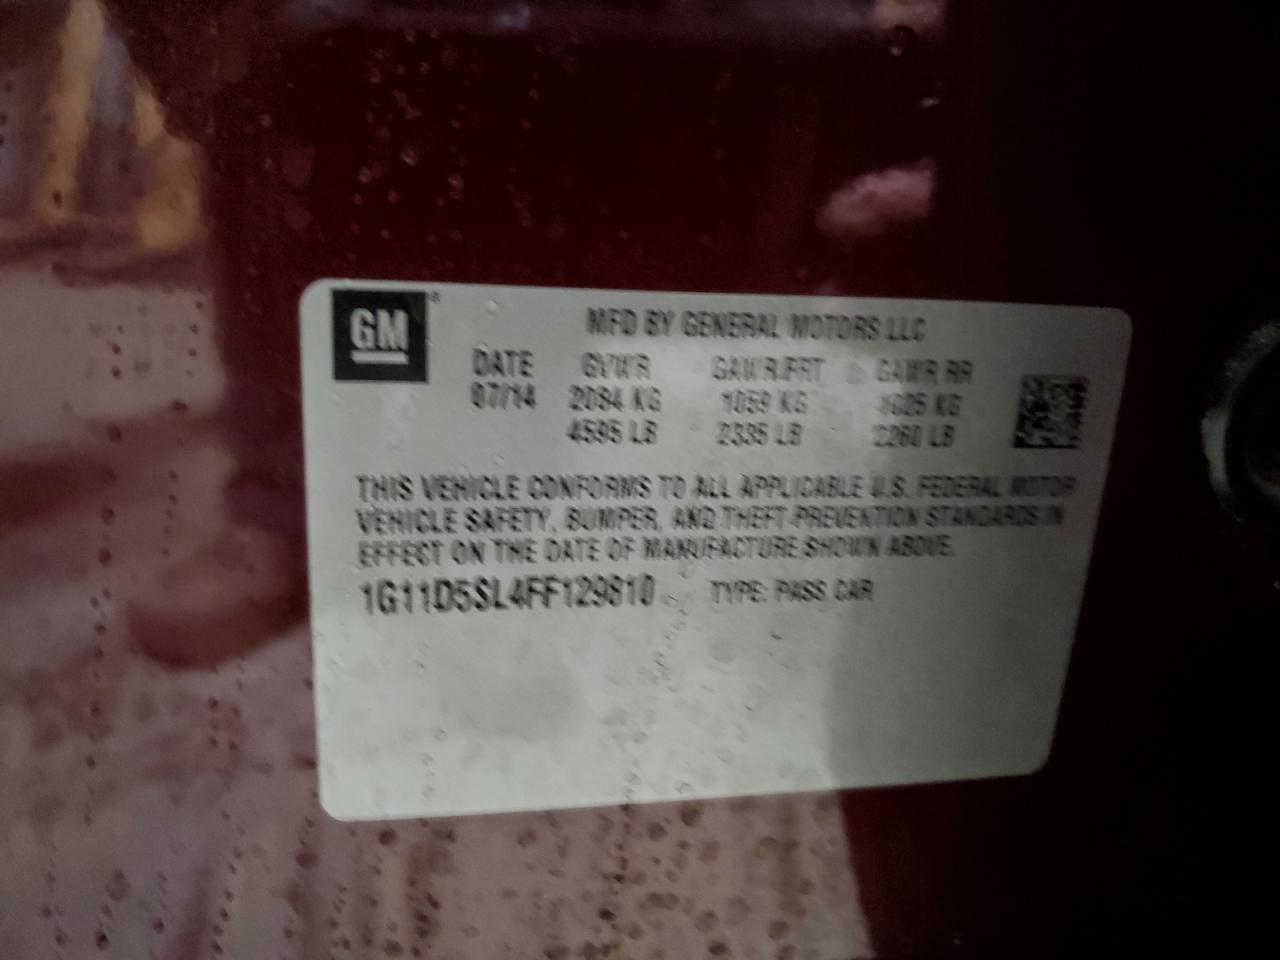 GM ®
MFD BY GENERAL MOTORS LLC
DATE GVWR GAWR FRT GAWR RR
07/14 2084 KG 1059 KG 1025 KG
4595 LB 2335 LB 2260 LB
THIS VEHICLE CONFORMS TO ALL APPLICABLE U.S. FEDERAL MOTOR
VEHICLE SAFETY, BUMPER, AND THEFT PREVENTION STANDARDS IN
EFFECT ON THE DATE OF MANUFACTURE SHOWN ABOVE.
1G11D5SL4FF129810 TYPE: PASS CAR